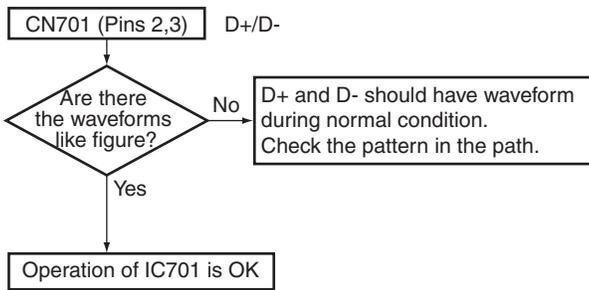 CN701 (Pins 2,3) D+/D-
Are there
the waveforms
like figure?
No
D+ and D- should have waveform
during normal condition.
Check the pattern in the path.
Yes
Operation of IC701 is OK